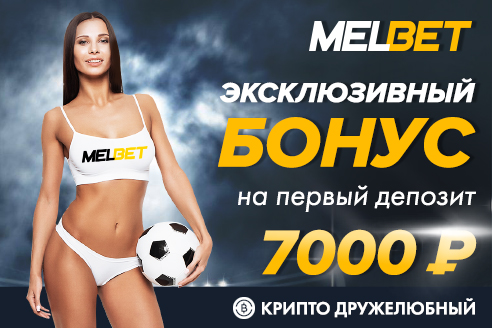 MELBET
ЭКСКЛЮЗИВНЫЙ
БОНУС
на первый депозит
7000 ₽
КРИПТО ДРУЖЕЛЮБНЫЙ
MELBET